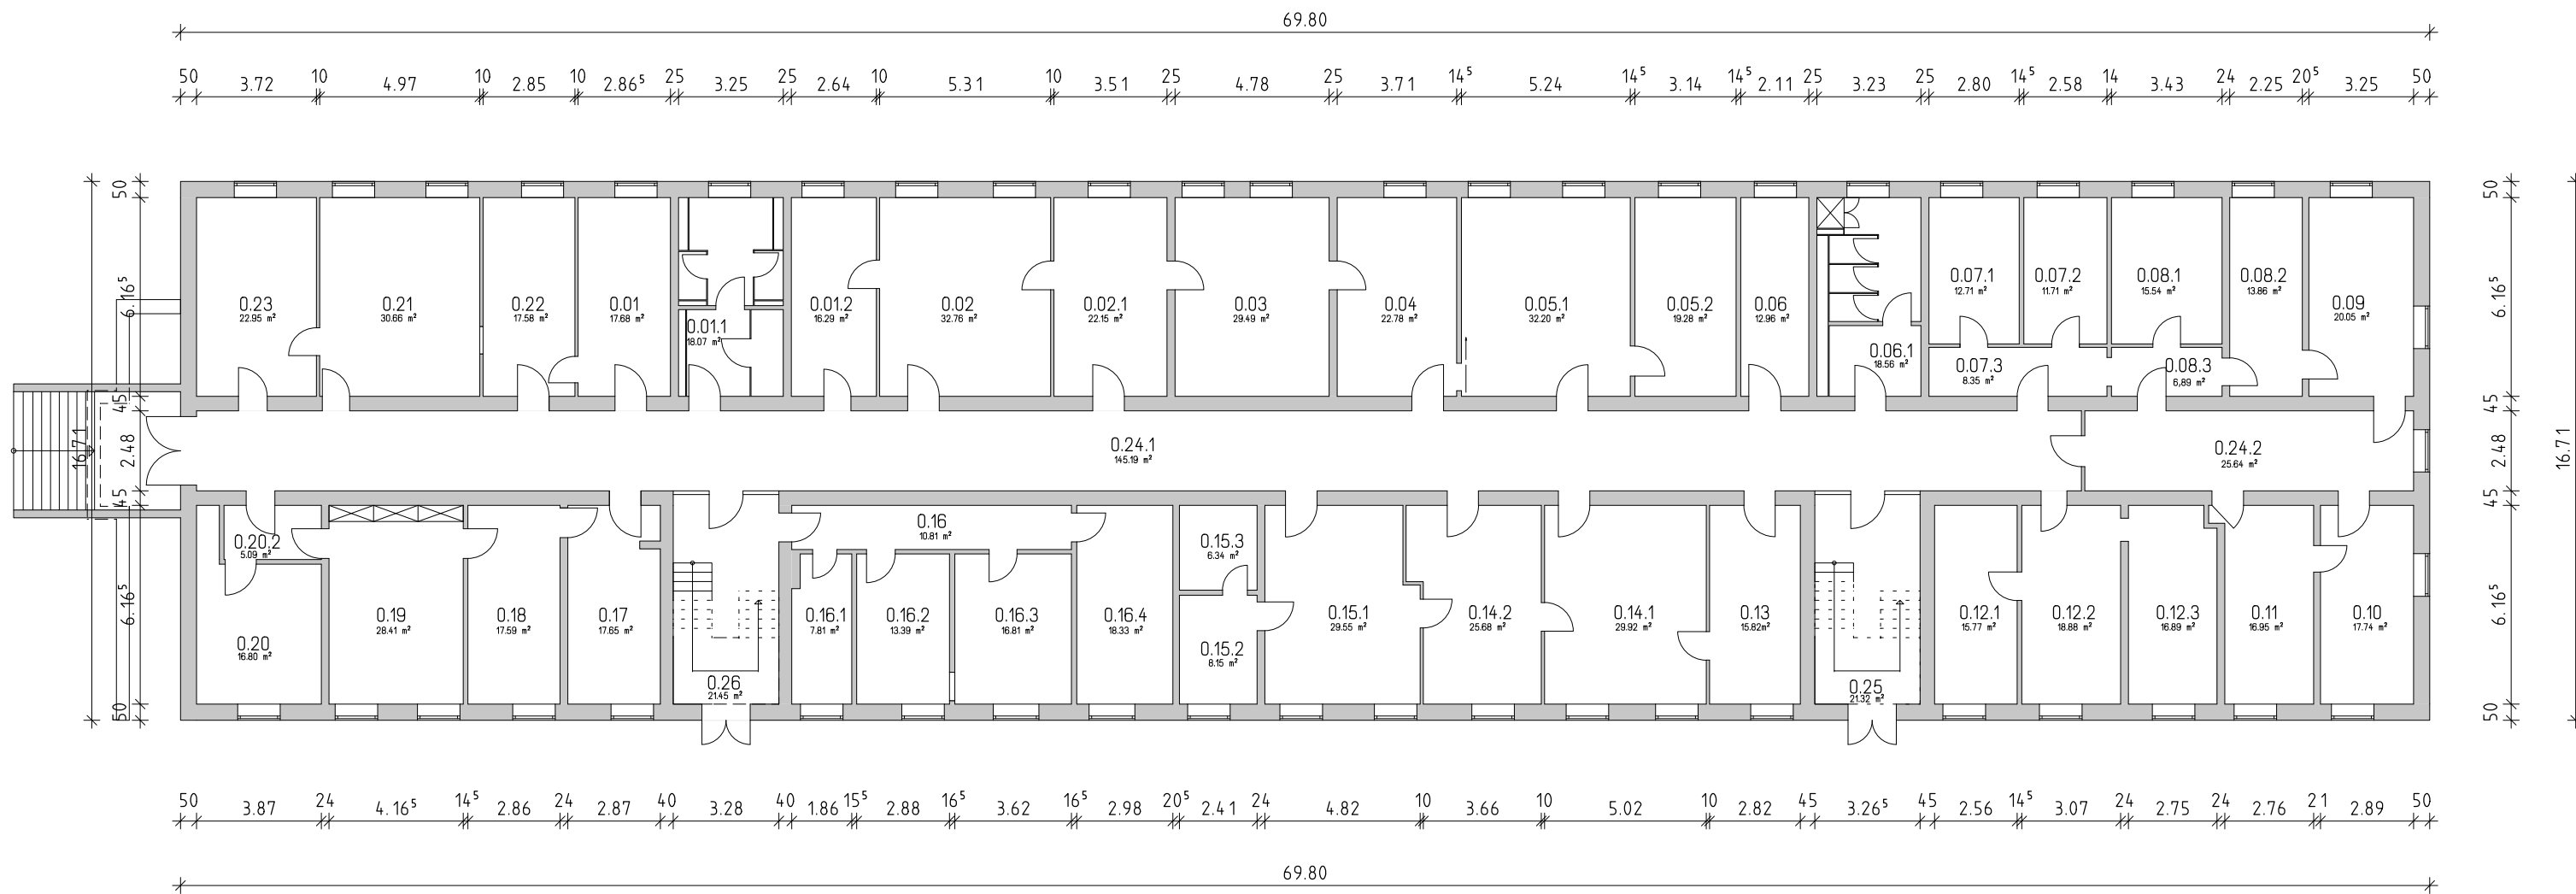 69.80
50 3.72 10 4.97 10 2.85 10 2.86⁵ 25 3.25 25 2.64 10 5.31 10 3.51 25 4.78 25 3.71 14⁵ 5.24 14⁵ 3.14 14⁵ 2.11 25 3.23 25 2.80 14⁵ 2.58 14 3.43 24 2.25 20⁵ 3.25 50
50
6.16⁵
45
2.48
45
6.16⁵
50
16.71
0.23
22.95 m²
0.21
30.66 m²
0.22
17.58 m²
0.01
17.68 m²
0.01.1
18.07 m²
0.01.2
16.29 m²
0.02
32.76 m²
0.02.1
22.15 m²
0.03
29.49 m²
0.04
22.78 m²
0.05.1
32.20 m²
0.05.2
19.28 m²
0.06
12.96 m²
0.06.1
18.56 m²
0.07.1
12.71 m²
0.07.2
11.71 m²
0.07.3
8.35 m²
0.08.1
15.54 m²
0.08.3
6,89 m²
0.08.2
13.86 m²
0.09
20.05 m²
0.24.1
145.19 m²
0.24.2
25.64 m²
0.20.2
5.09 m²
0.20
16.80 m²
0.19
28.41 m²
0.18
17.59 m²
0.17
17.65 m²
0.26
21.45 m²
0.16
10.81 m²
0.16.1
7.81 m²
0.16.2
13.39 m²
0.16.3
16.81 m²
0.16.4
18.33 m²
0.15.3
6.34 m²
0.15.2
8.15 m²
0.15.1
29.55 m²
0.14.2
25.68 m²
0.14.1
29.92 m²
0.13
15.82m²
0.25
21.32 m²
0.12.1
15.77 m²
0.12.2
18.88 m²
0.12.3
16.89 m²
0.11
16.95 m²
0.10
17.74 m²
50
6.16⁵
45
2.48
45
6.16⁵
50
16.71
50 3.87 24 4.16⁵ 14⁵ 2.86 24 2.87 40 3.28 40 1.86 15⁵ 2.88 16⁵ 3.62 16⁵ 2.98 20⁵ 2.41 24 4.82 10 3.66 10 5.02 10 2.82 45 3.26⁵ 45 2.56 14⁵ 3.07 24 2.75 24 2.76 21 2.89 50
69.80